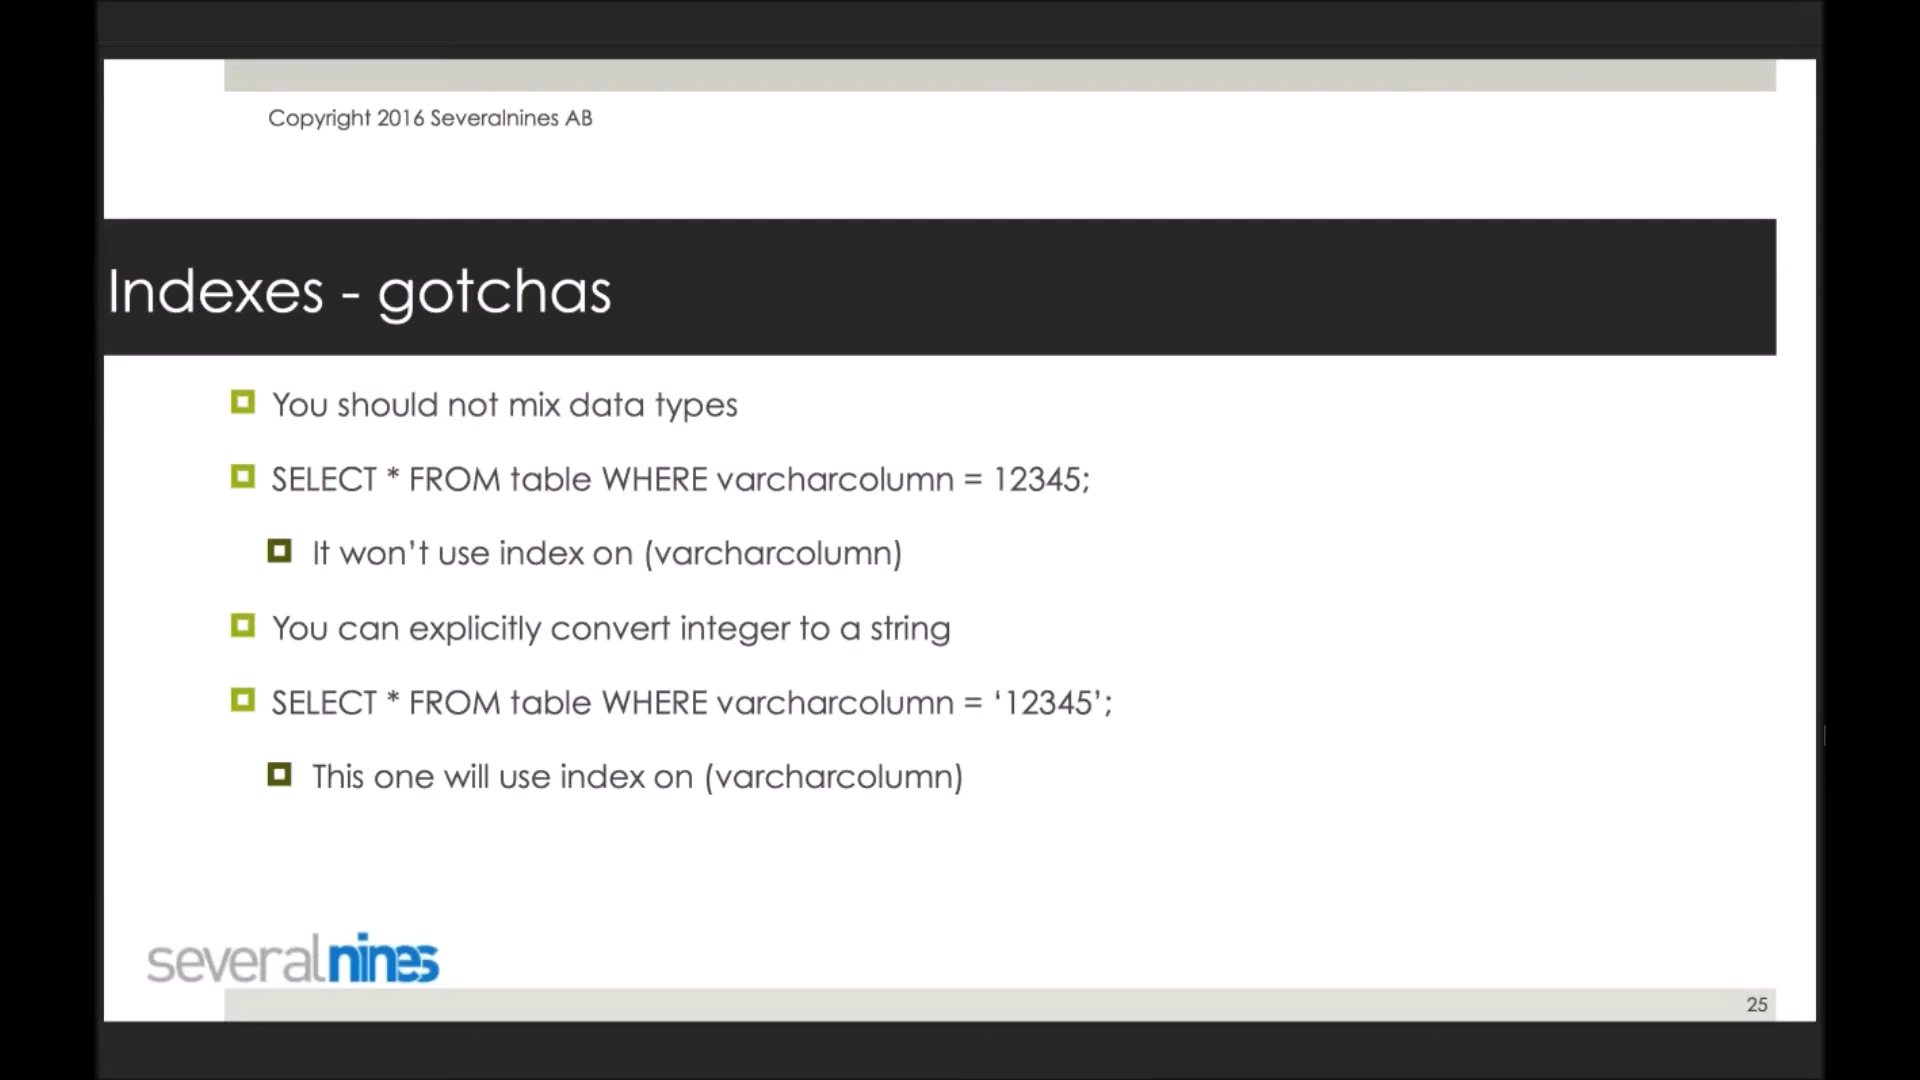 Copyright 2016 Severalnines AB
Indexes - gotchas
You should not mix data types
SELECT * FROM table WHERE varcharcolumn = 12345;
It won’t use index on (varcharcolumn)
You can explicitly convert integer to a string
SELECT * FROM table WHERE varcharcolumn = ‘12345’;
This one will use index on (varcharcolumn)
severalnines
25